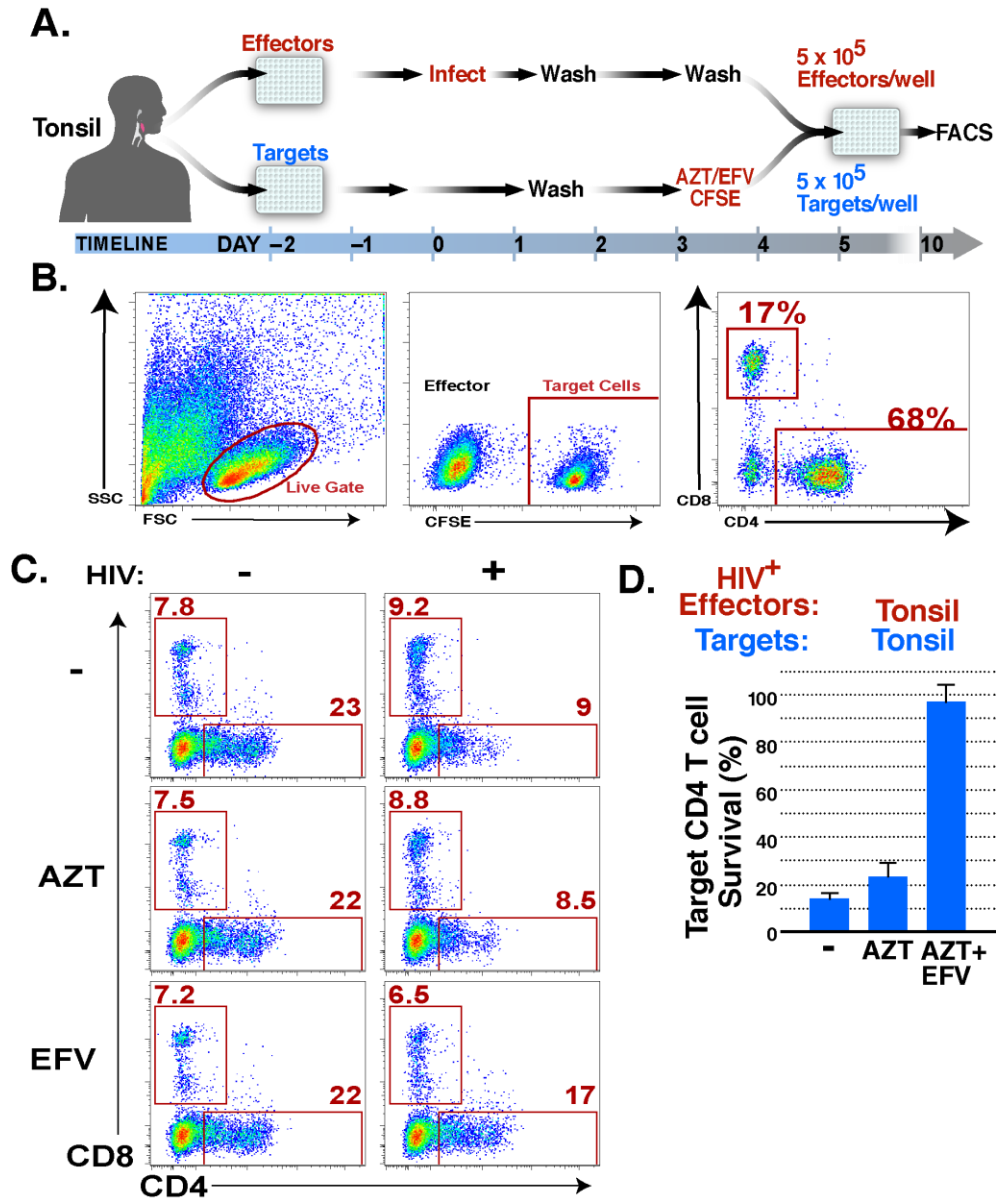 A.
Effectors
Infect
Wash
Wash
5 x 10⁵
Effectors/well
Tonsil
FACS
Targets
Wash
AZT/EFV
CFSE
5 x 10⁵
Targets/well
TIMELINE DAY –2 –1 0 1 2 3 4 5 10
B.
SSC
FSC
Live Gate
Effector
Target Cells
CFSE
17%
68%
CD8
CD4
C.
HIV: - +
-
7.8
23
9.2
9
AZT
7.5
22
8.8
8.5
EFV
7.2
22
6.5
17
CD8
CD4
D.
HIV⁺
Effectors: Tonsil
Targets: Tonsil
Target CD4 T cell
Survival (%)
100
80
60
40
20
0
- AZT AZT+
EFV